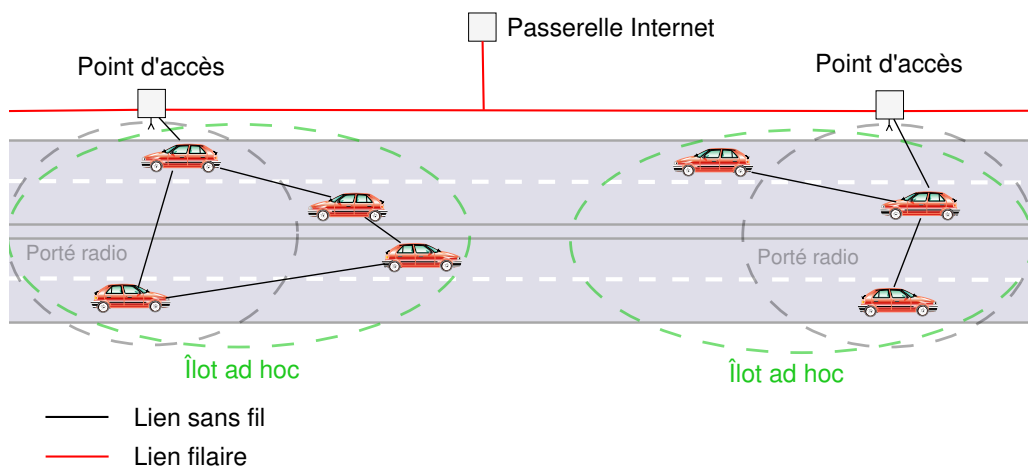 Passerelle Internet
Point d'accès
Point d'accès
Porté radio
Porté radio
Îlot ad hoc
Îlot ad hoc
Lien sans fil
Lien filaire